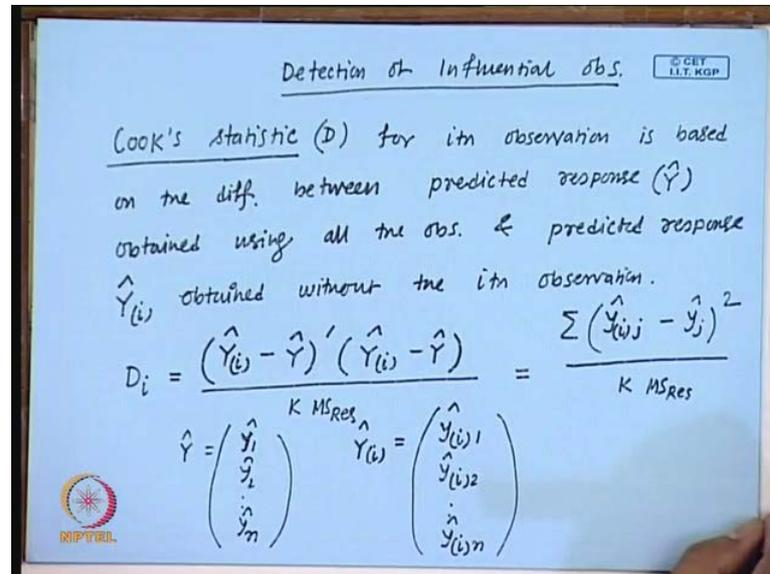 Detection of Influential obs.
© CET
I.I.T. KGP
Cook's statistic (D) for ith observation is based
on the diff. between predicted response (Ŷ)
obtained using all the obs. & predicted response
Ŷ(i) obtained without the ith observation.
Di = (Ŷ(i) - Ŷ)′ (Ŷ(i) - Ŷ) / K MSRes = Σ (ŷ(i)j - ŷj)² / K MSRes
Ŷ = (ŷ1 ŷ2 . ŷn) Ŷ(i) = (ŷ(i)1 ŷ(i)2 . ŷ(i)n)
NPTEL